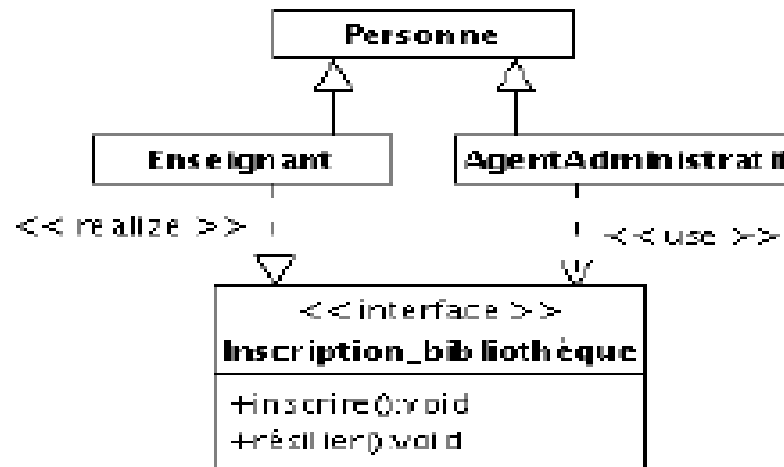 Personne
Enseignant
AgentAdministratif
<< realize >>
<< use >>
<< interface >>
Inscription_bibliothèque
+inscrire():void
+résilier():void